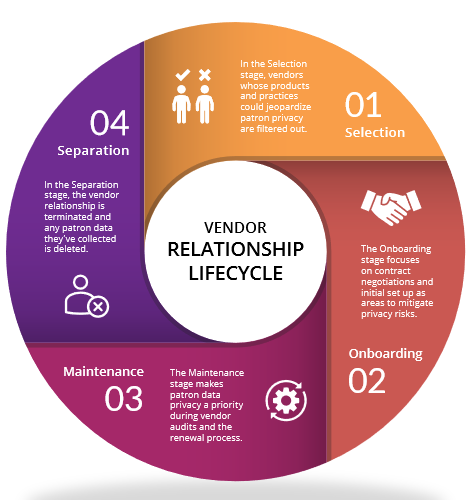 VENDOR
RELATIONSHIP
LIFECYCLE
In the Selection
stage, vendors
whose products
and practices
could jeopardize
patron privacy
are filtered out.
01
Selection
The Onboarding
stage focuses
on contract
negotiations and
initial set up as
areas to mitigate
privacy risks.
Onboarding
02
Maintenance
03
The Maintenance
stage makes
patron data
privacy a priority
during vendor
audits and the
renewal process.
04
Separation
In the Separation
stage, the vendor
relationship is
terminated and
any patron data
they've collected
is deleted.